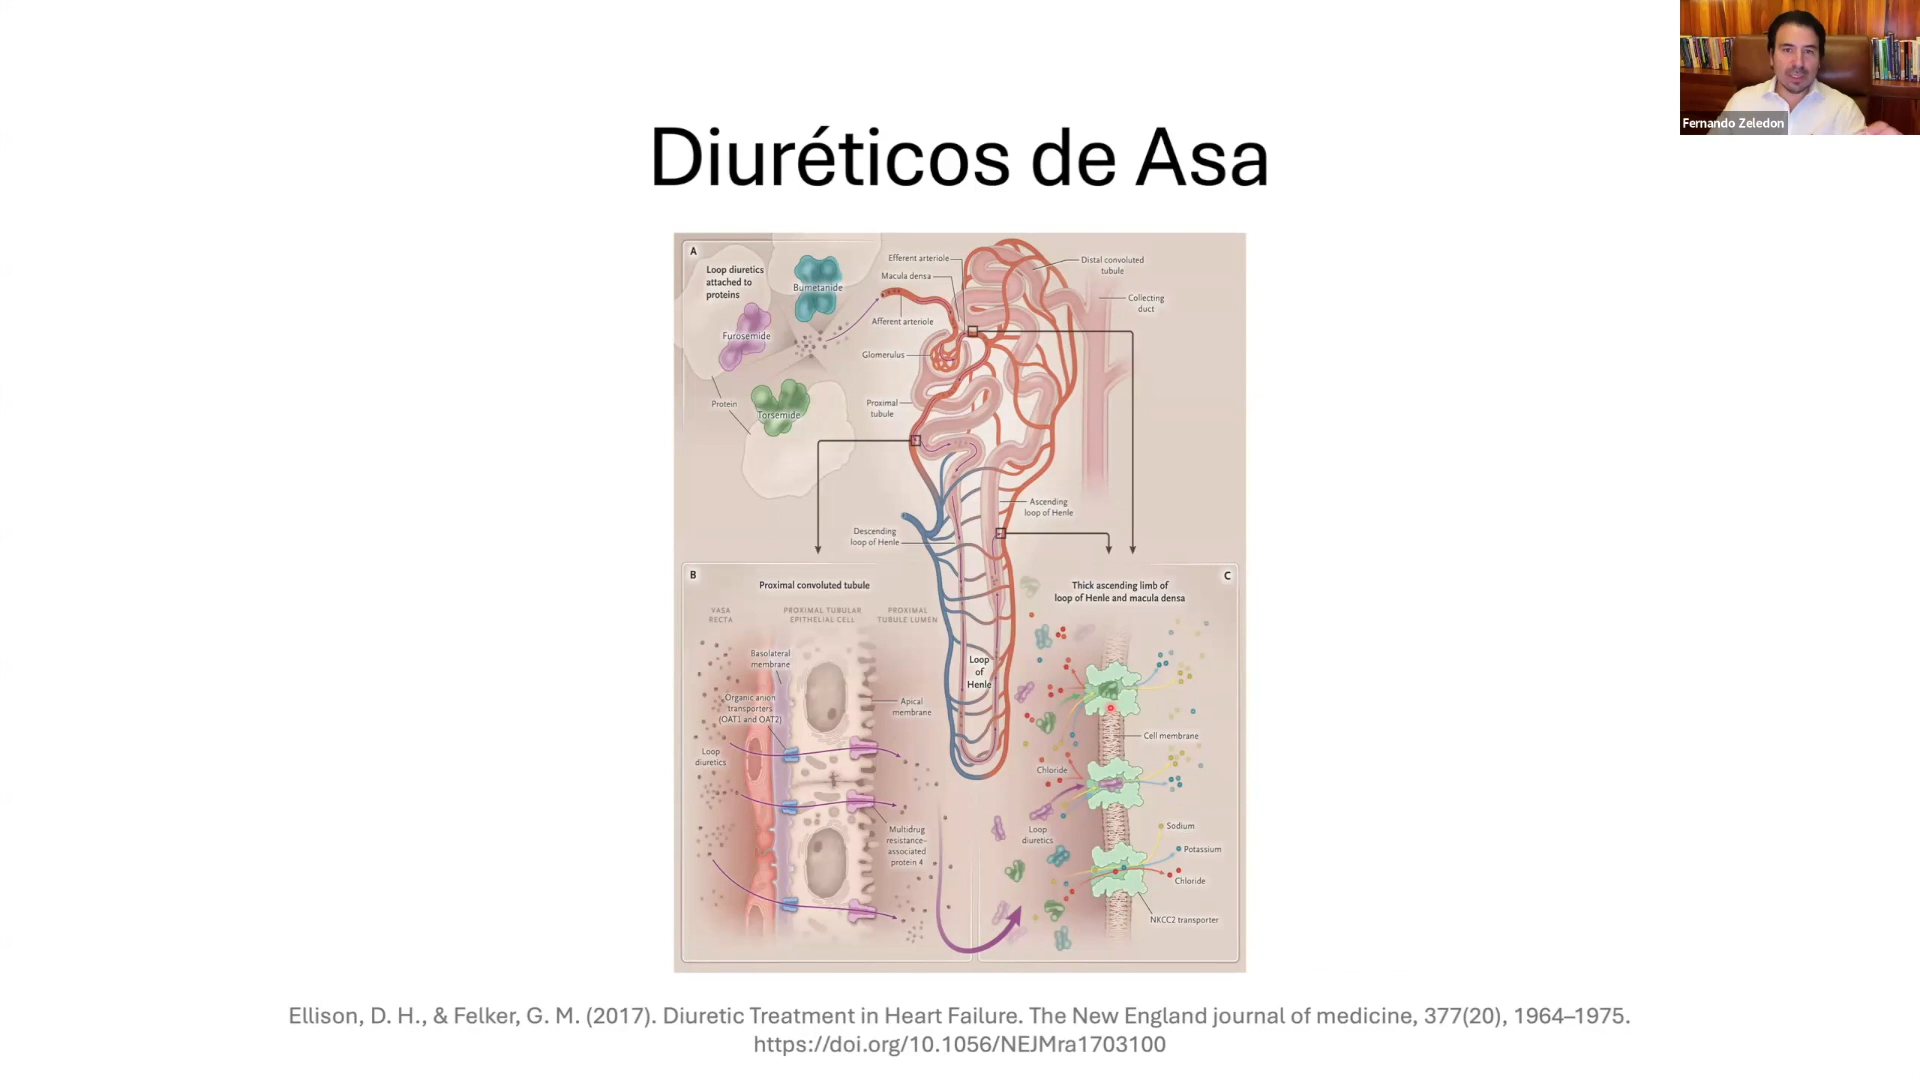 Fernando Zeledon
Diuréticos de Asa
A
Loop diuretics
attached to
proteins
Bumetanide
Furosemide
Torsemide
Protein
Efferent arteriole
Macula densa
Afferent arteriole
Glomerulus
Proximal
tubule
Distal convoluted
tubule
Collecting
duct
Descending
loop of Henle
Ascending
loop of Henle
Loop
of
Henle
B
Proximal convoluted tubule
VASA
RECTA
PROXIMAL TUBULAR
EPITHELIAL CELL
PROXIMAL
TUBULE LUMEN
Basolateral
membrane
Organic anion
transporters
(OAT1 and OAT2)
Loop
diuretics
Apical
membrane
Multidrug
resistance–
associated
protein 4
C
Thick ascending limb of
loop of Henle and macula densa
Cell membrane
Chloride
Loop
diuretics
Sodium
Potassium
Chloride
NKCC2 transporter
Ellison, D. H., & Felker, G. M. (2017). Diuretic Treatment in Heart Failure. The New England journal of medicine, 377(20), 1964–1975.
https://doi.org/10.1056/NEJMra1703100